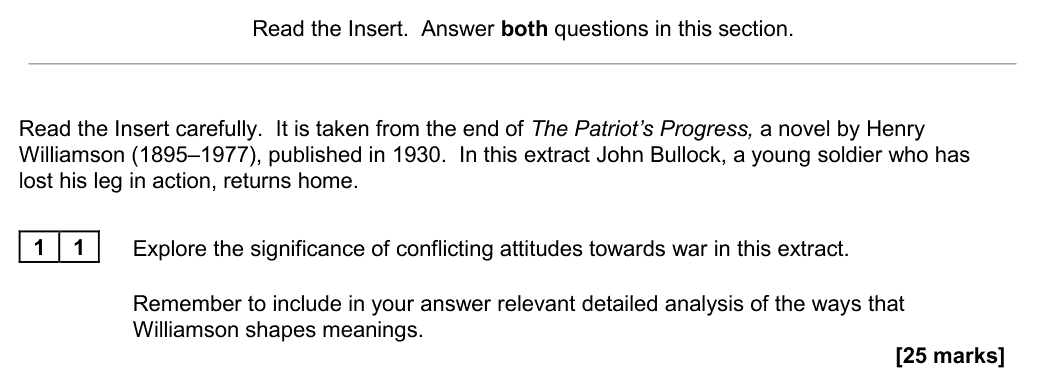 Read the Insert.  Answer both questions in this section.
Read the Insert carefully.  It is taken from the end of The Patriot’s Progress, a novel by Henry
Williamson (1895–1977), published in 1930.  In this extract John Bullock, a young soldier who has
lost his leg in action, returns home.
1 1 Explore the significance of conflicting attitudes towards war in this extract.
Remember to include in your answer relevant detailed analysis of the ways that
Williamson shapes meanings.
[25 marks]